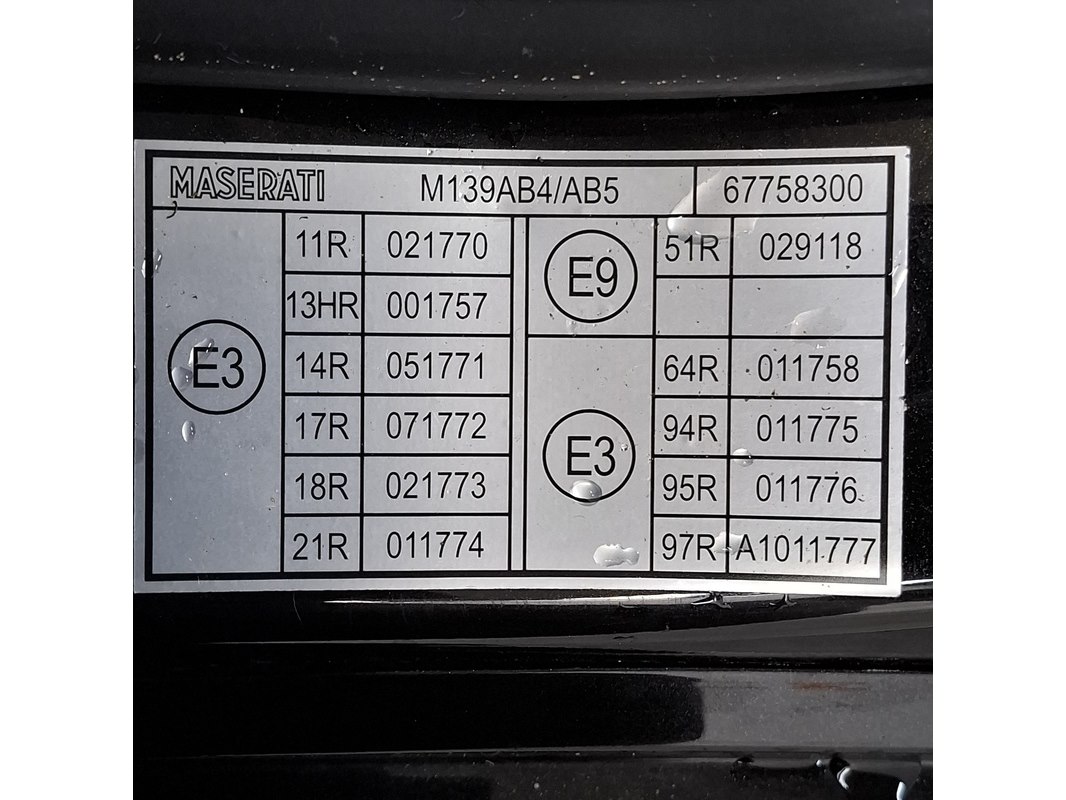 MASERATI M139AB4/AB5 67758300
11R 021770 E9 51R 029118
13HR 001757
E3 14R 051771 64R 011758
17R 071772 E3 94R 011775
18R 021773 95R 011776
21R 011774 97R A1011777